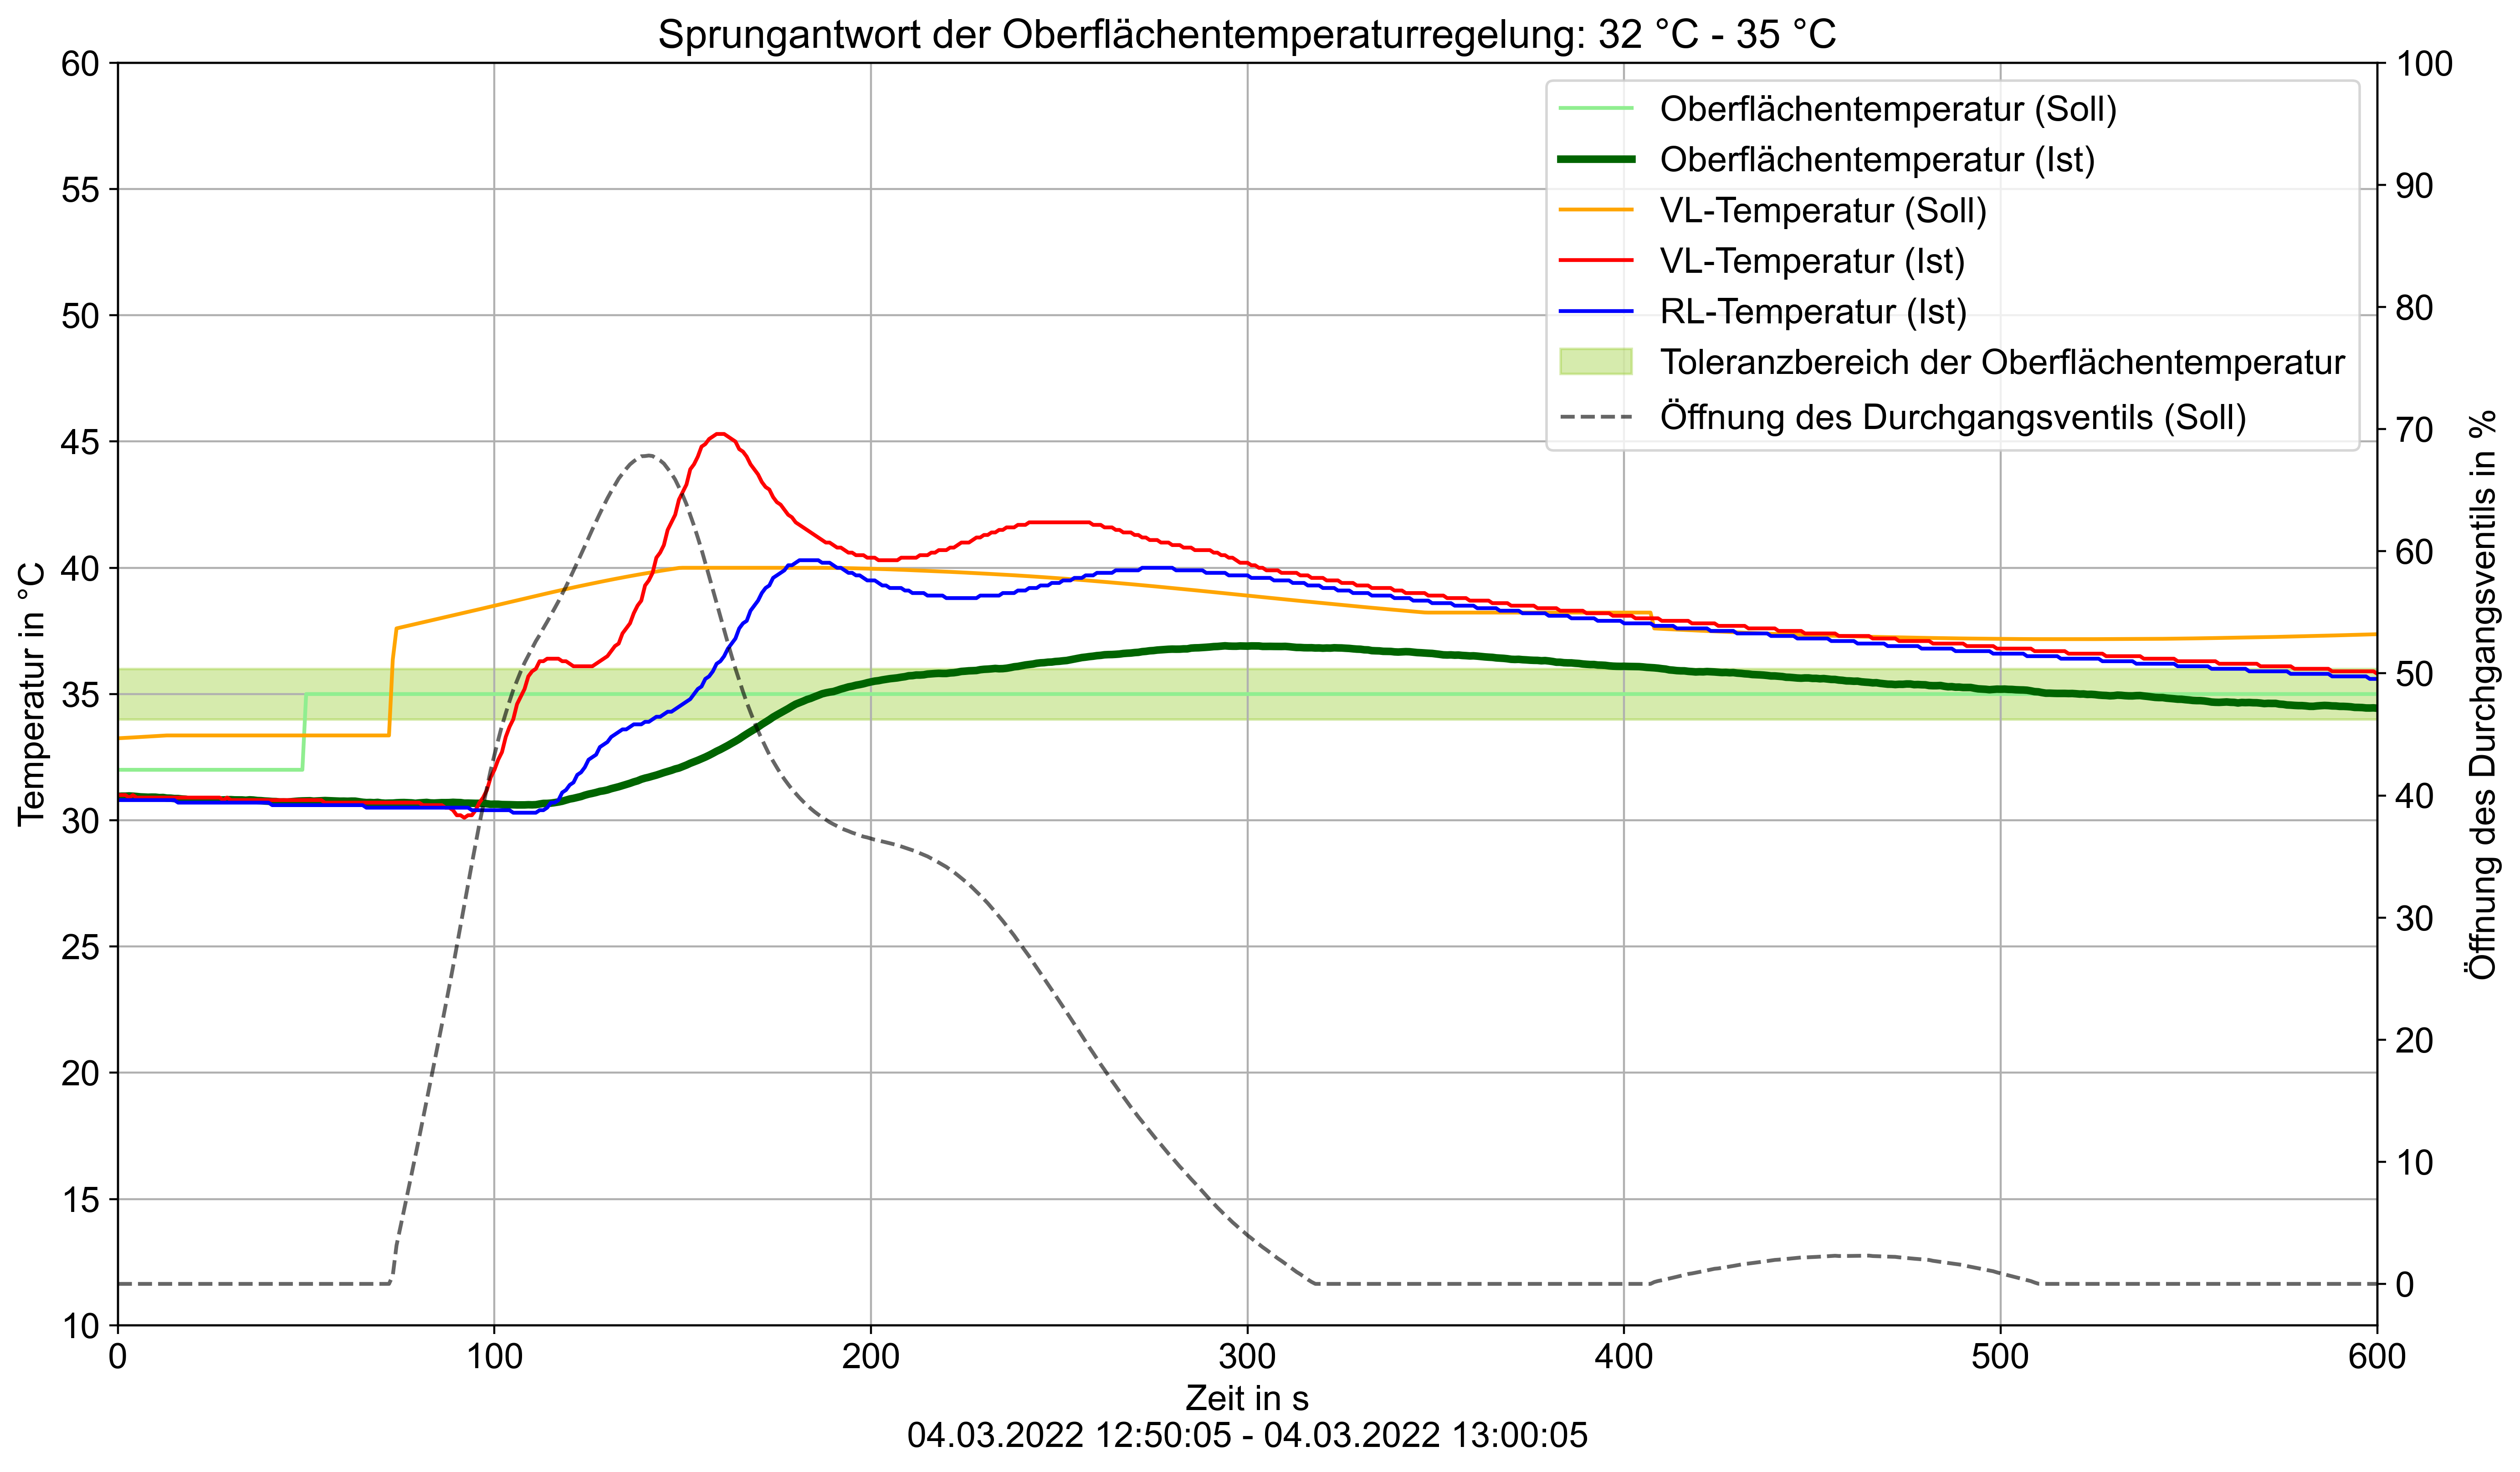 Sprungantwort der Oberflächentemperaturregelung: 32 °C - 35 °C
60
55
50
45
40
35
30
25
20
15
10
Temperatur in °C
100
90
80
70
60
50
40
30
20
10
0
Öffnung des Durchgangsventils in %
Oberflächentemperatur (Soll)
Oberflächentemperatur (Ist)
VL-Temperatur (Soll)
VL-Temperatur (Ist)
RL-Temperatur (Ist)
Toleranzbereich der Oberflächentemperatur
Öffnung des Durchgangsventils (Soll)
0 100 200 300 400 500 600
Zeit in s
04.03.2022 12:50:05 - 04.03.2022 13:00:05